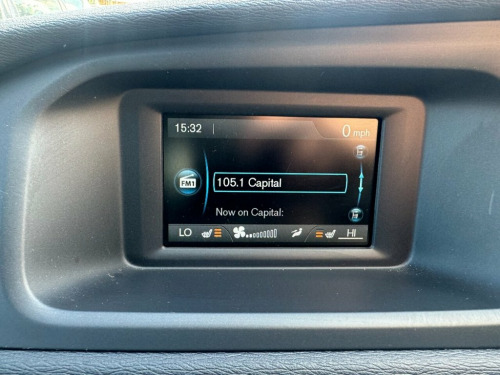 15:32
0 mph
FM1
105.1 Capital
Now on Capital:
LO HI